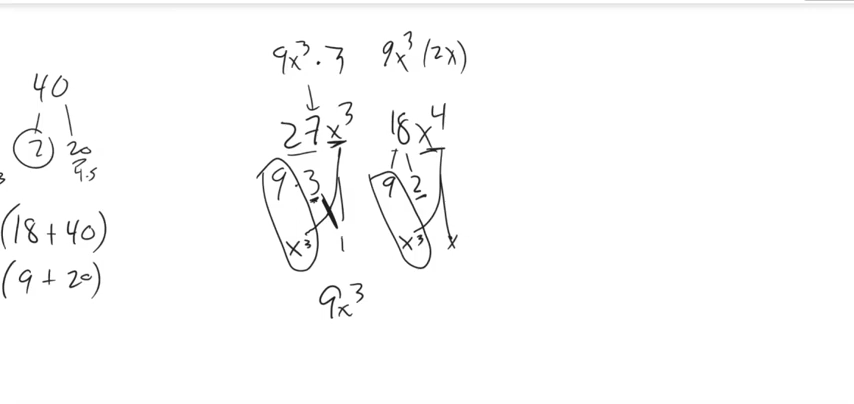 9x³ · 3 9x³(2x)
40
27x³ 18x⁴
2 20
4·5
9·3 9 2
(18 + 40)
x³ 1 x³ x
(9 + 20)
9x³